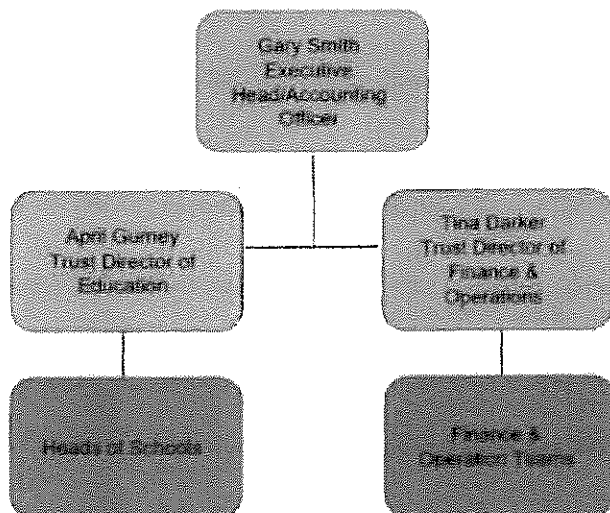 Gary Smith
Executive
Head/Accounting
Officer
April Gurney
Trust Director of
Education
Tina Darker
Trust Director of
Finance &
Operations
Heads of Schools
Finance &
Operation Teams